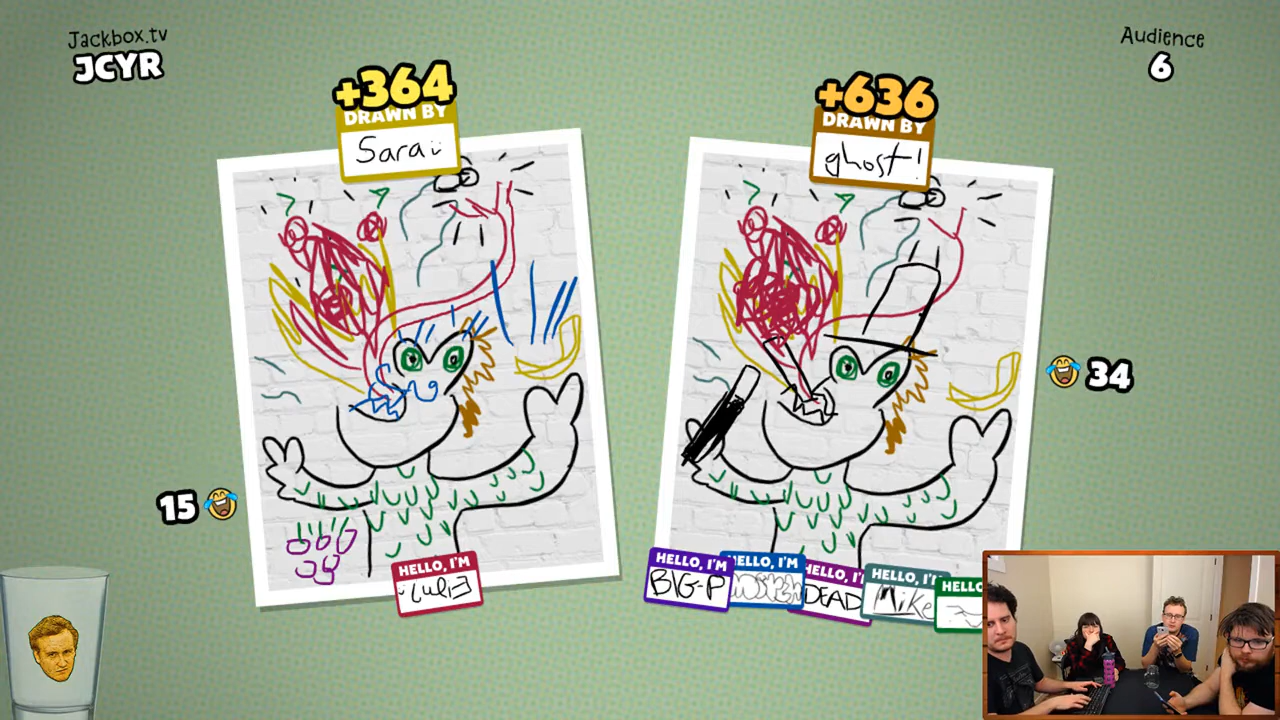 Jackbox.tv
JCYR
Audience
6
+364
DRAWN BY
Sara
+636
DRAWN BY
ghost!
34
15
HELLO, I'M
HELLO, I'M
BIG-P
HELLO, I'M
HELLO, I'M
DEAD
HELLO, I'M
Mike
HELLO,